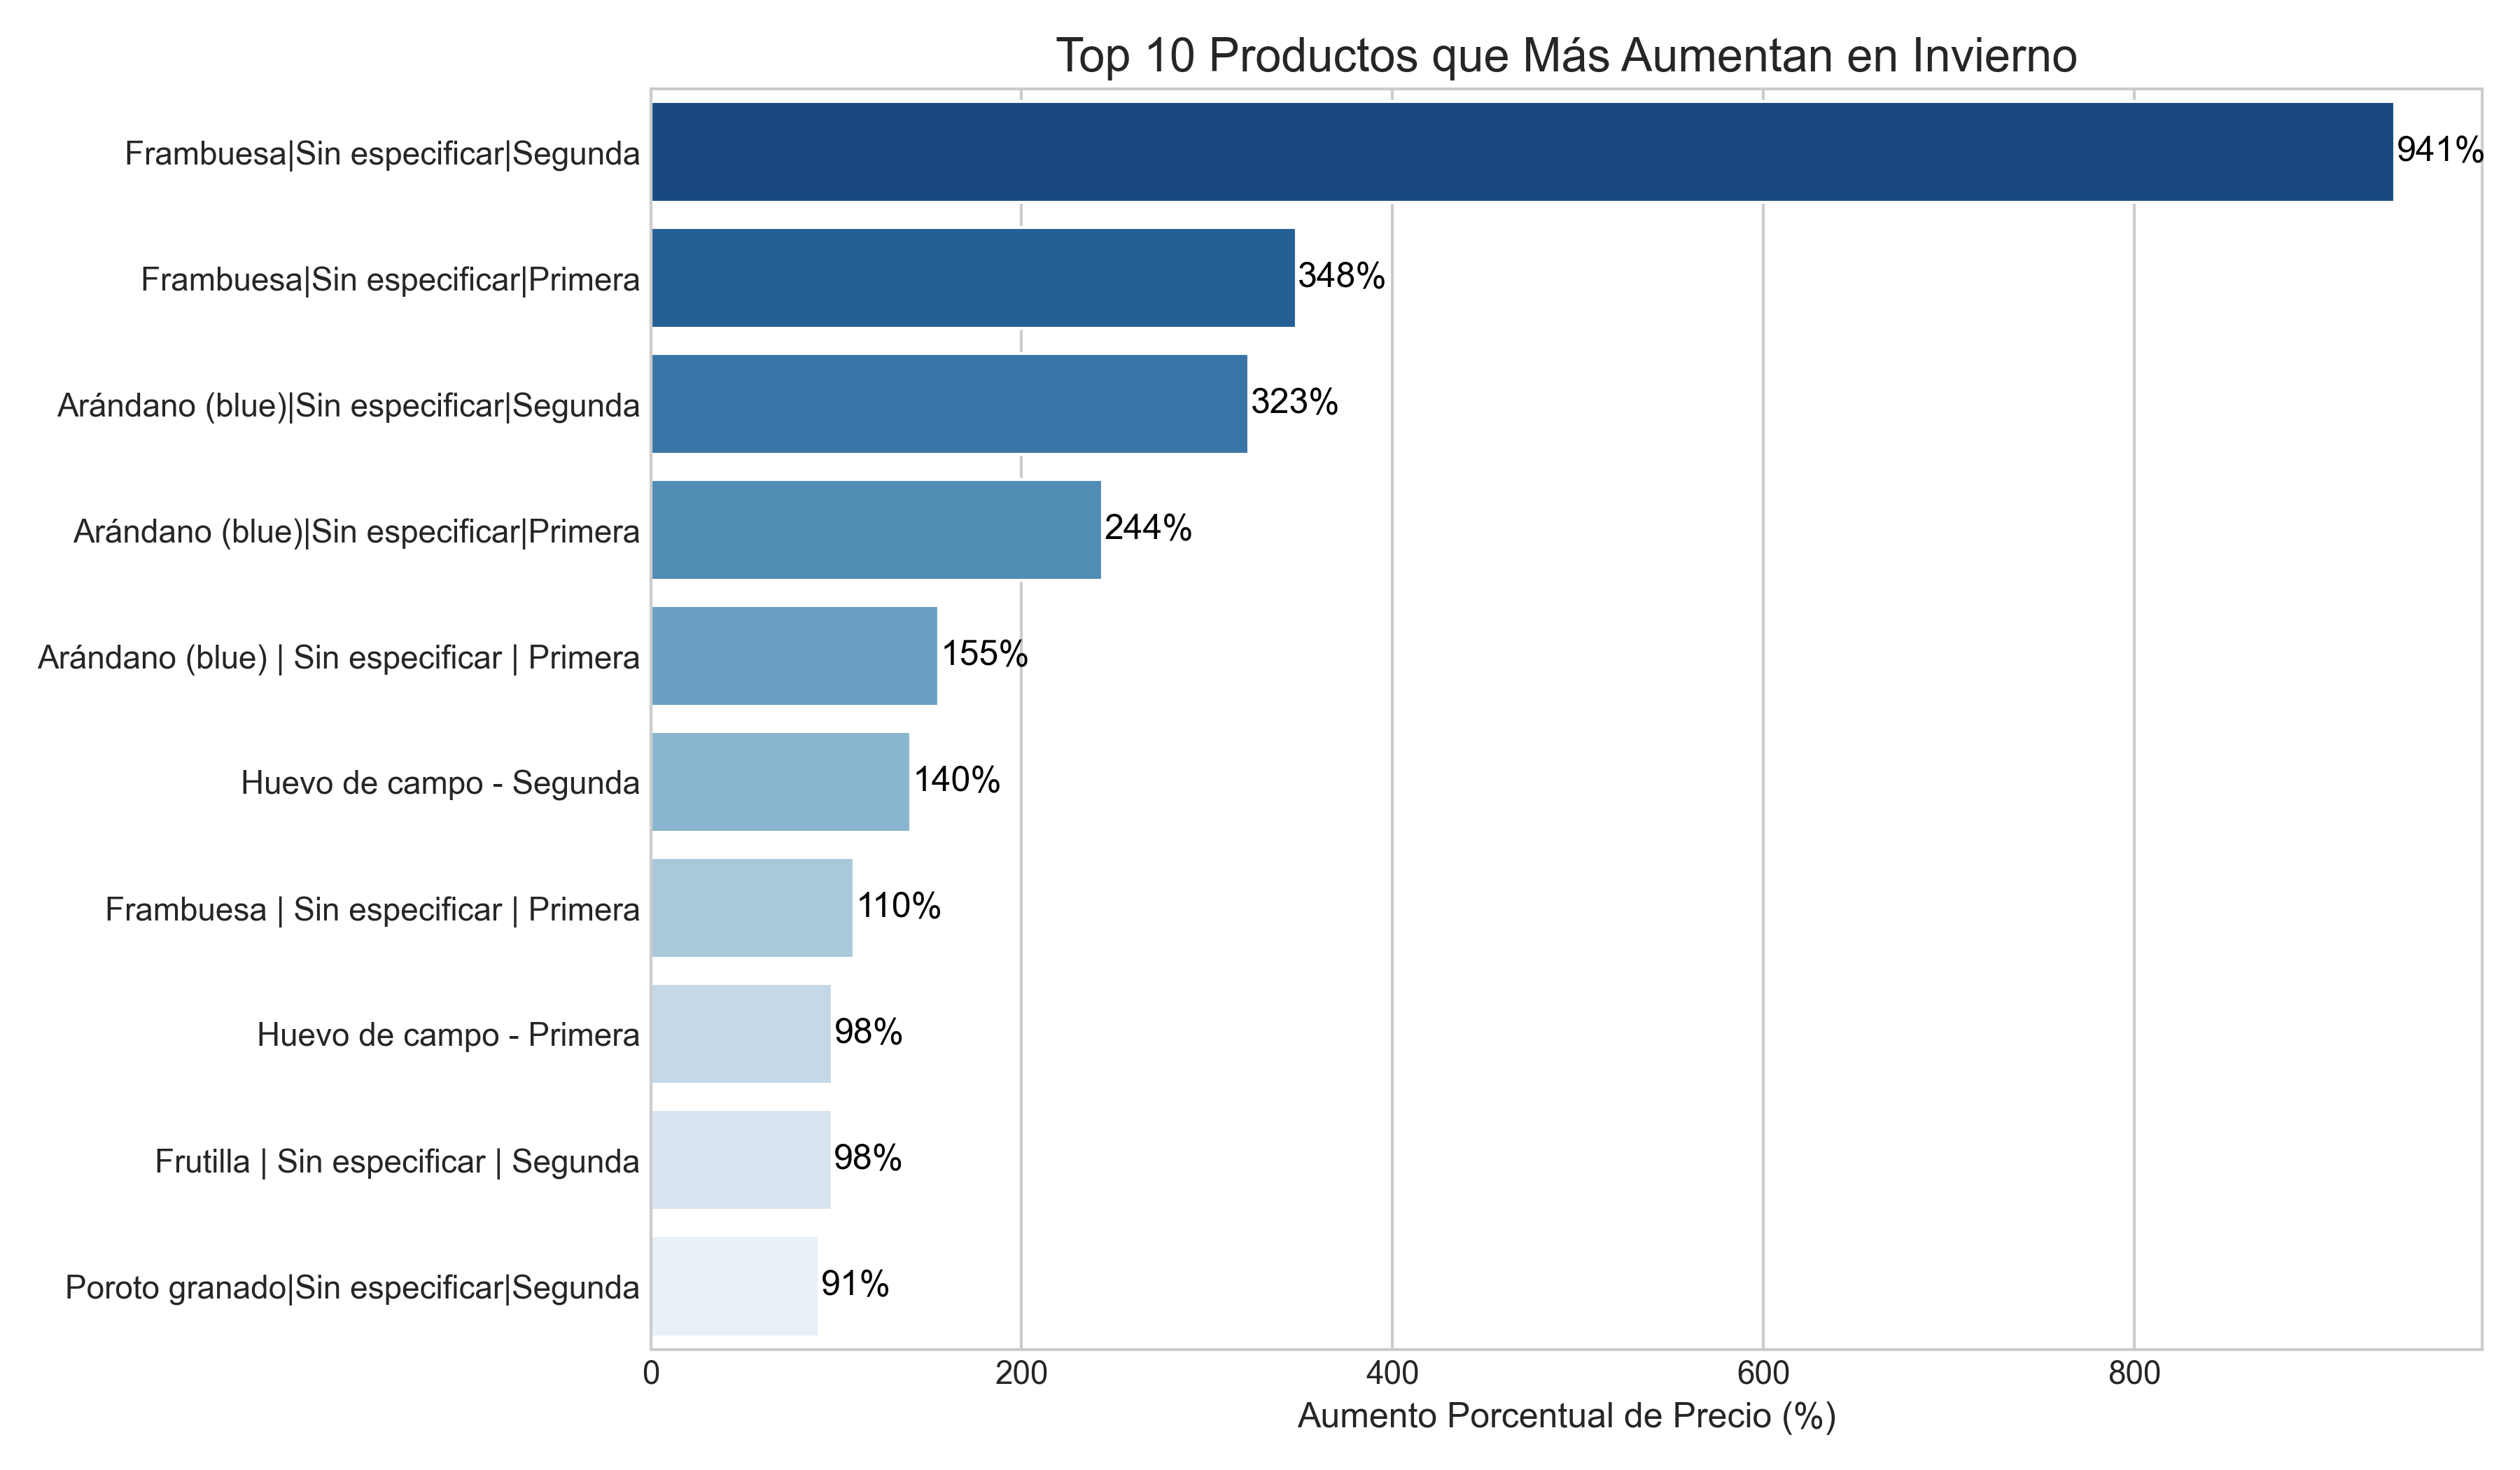 Top 10 Productos que Más Aumentan en Invierno
Frambuesa|Sin especificar|Segunda 941%
Frambuesa|Sin especificar|Primera 348%
Arándano (blue)|Sin especificar|Segunda 323%
Arándano (blue)|Sin especificar|Primera 244%
Arándano (blue) | Sin especificar | Primera 155%
Huevo de campo - Segunda 140%
Frambuesa | Sin especificar | Primera 110%
Huevo de campo - Primera 98%
Frutilla | Sin especificar | Segunda 98%
Poroto granado|Sin especificar|Segunda 91%
0 200 400 600 800
Aumento Porcentual de Precio (%)